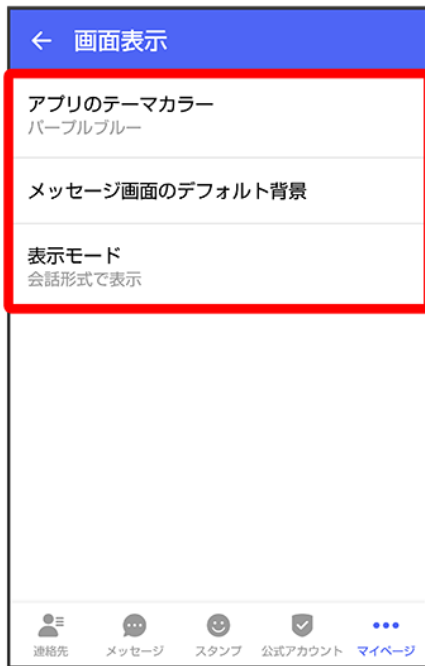 ← 画面表示
アプリのテーマカラー
パープルブルー
メッセージ画面のデフォルト背景
表示モード
会話形式で表示
連絡先 メッセージ スタンプ 公式アカウント マイページ